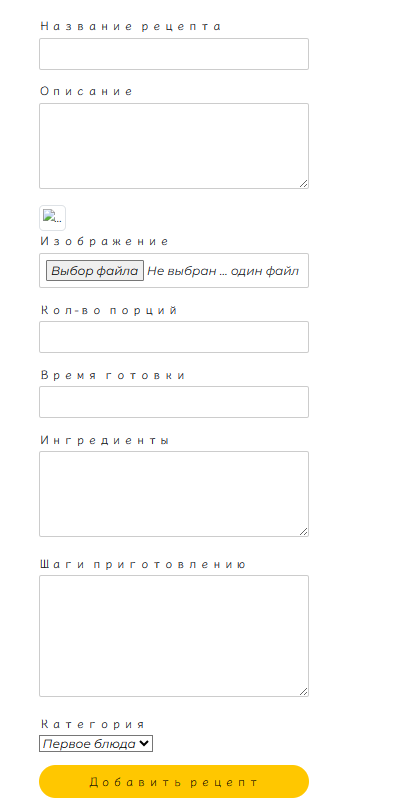 Название рецепта
Описание
...
Изображение
Выбор файла Не выбран ... один файл
Кол-во порций
Время готовки
Ингредиенты
Шаги приготовлению
Категория
Первое блюда
Добавить рецепт